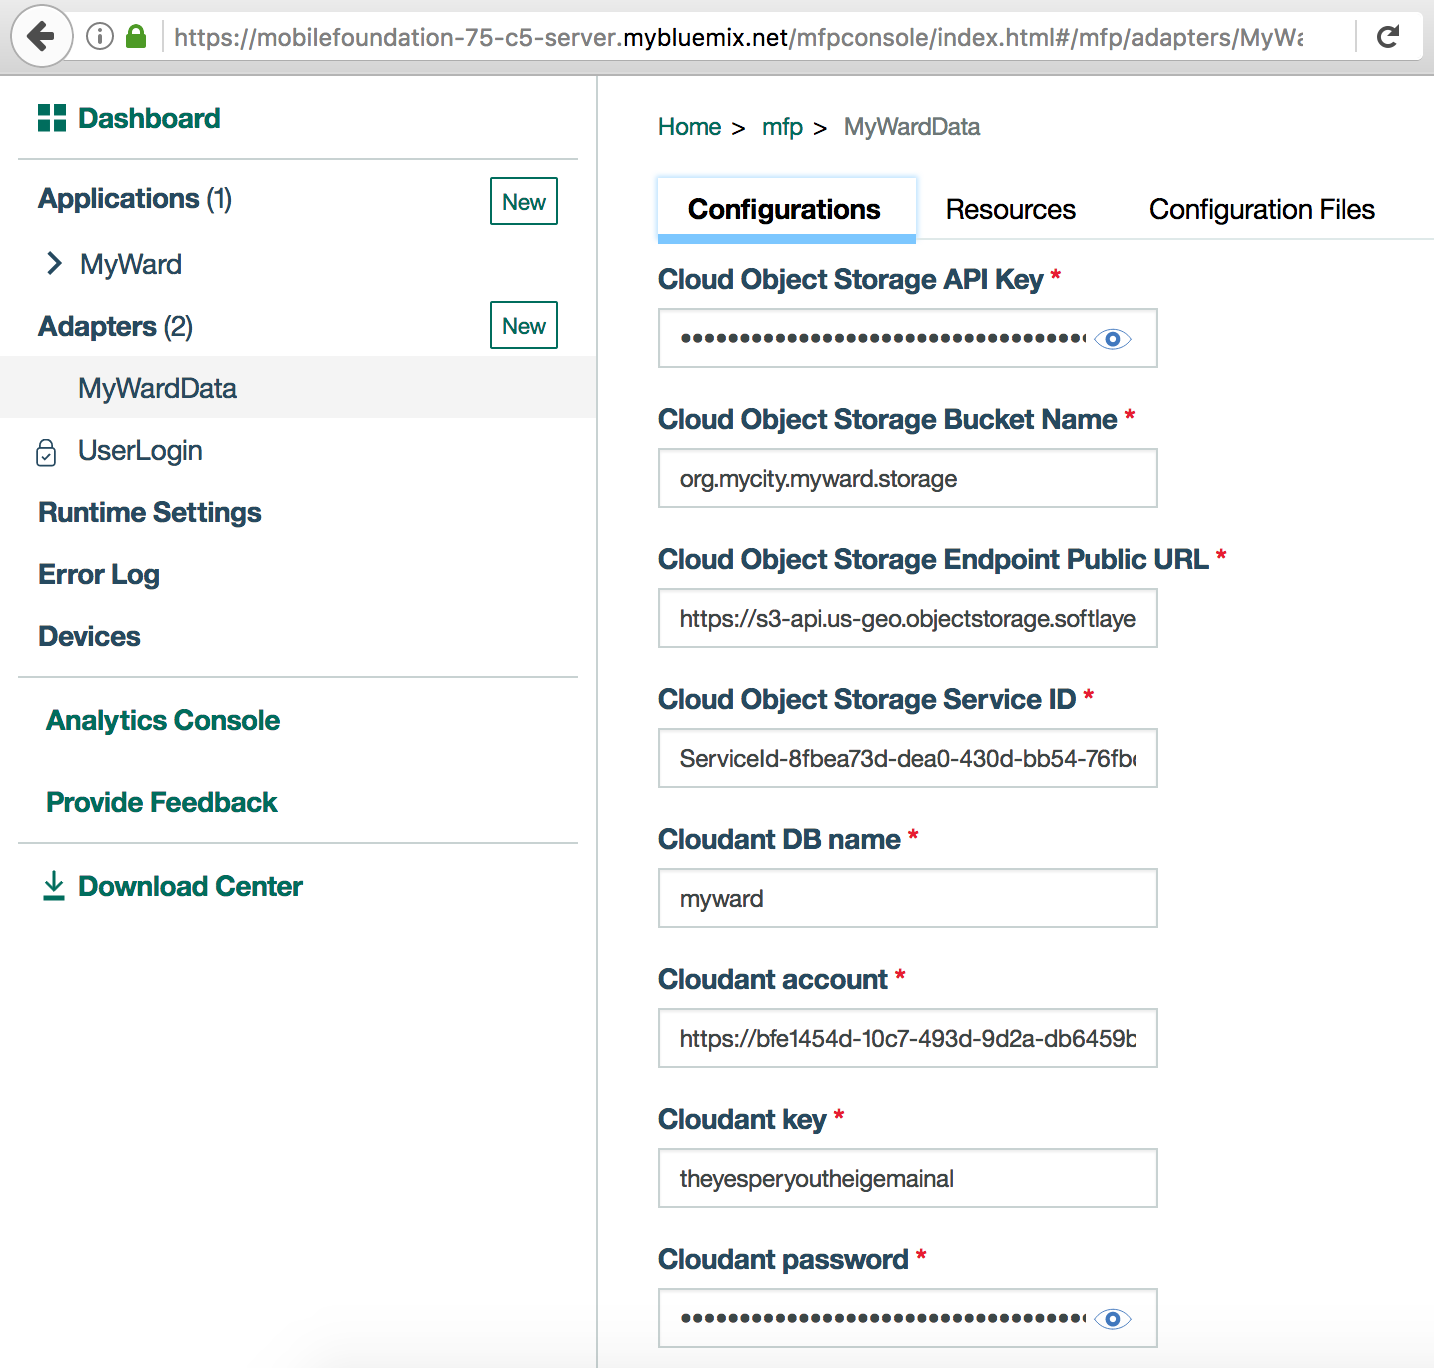 https://mobilefoundation-75-c5-server.mybluemix.net/mfpconsole/index.html#/mfp/adapters/MyWa
Dashboard
Applications (1)
New
MyWard
Adapters (2)
New
MyWardData
UserLogin
Runtime Settings
Error Log
Devices
Analytics Console
Provide Feedback
Download Center
Home > mfp > MyWardData
Configurations Resources Configuration Files
Cloud Object Storage API Key *
Cloud Object Storage Bucket Name *
org.mycity.myward.storage
Cloud Object Storage Endpoint Public URL *
https://s3-api.us-geo.objectstorage.softlaye
Cloud Object Storage Service ID *
ServiceId-8fbea73d-dea0-430d-bb54-76fbe
Cloudant DB name *
myward
Cloudant account *
https://bfe1454d-10c7-493d-9d2a-db6459b
Cloudant key *
theyesperyoutheigemainal
Cloudant password *